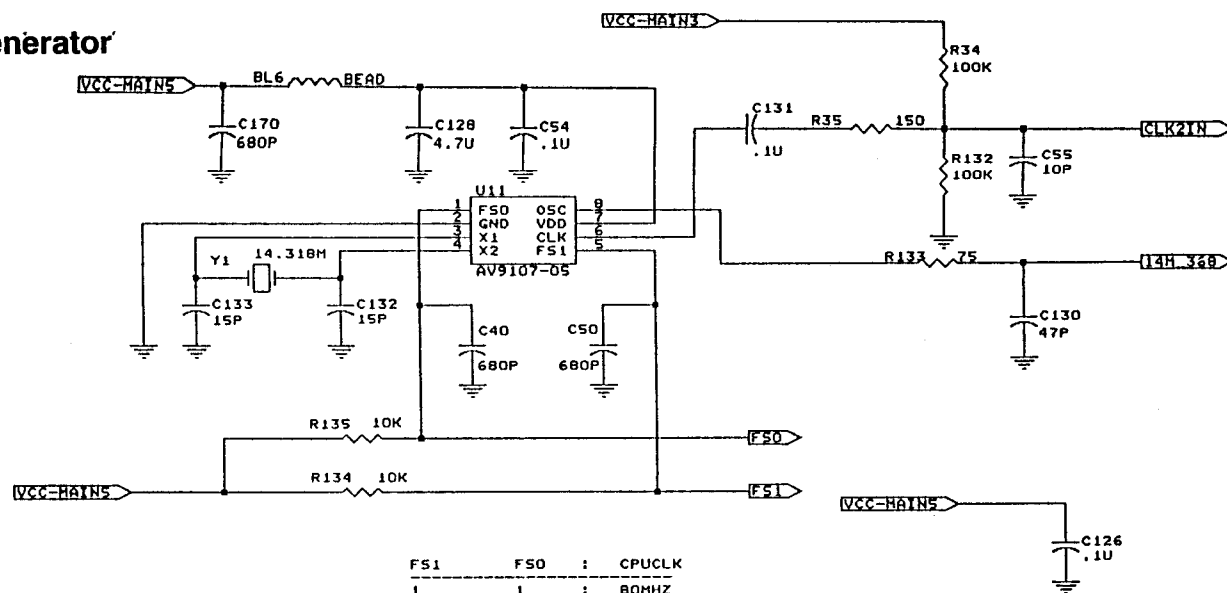 enerator
VCC-MAIN3
R34
100K
VCC-MAIN5
BL6
BEAD
C170
680P
C128
4.7U
C54
.1U
C131
.1U
R35
150
CLK2IN
R132
100K
C55
10P
U11
1 FS0 OSC 8
2 GND VDD 7
3 X1 CLK 6
4 X2 FS1 5
AV9107-05
Y1
14.318M
C133
15P
C132
15P
R133
75
14M_368
C130
47P
C40
680P
C50
680P
R135
10K
FS0
VCC-MAIN5
R134
10K
FS1
VCC-MAIN5
C126
.1U
FS1 FS0 : CPUCLK
1 1 : 80MHZ